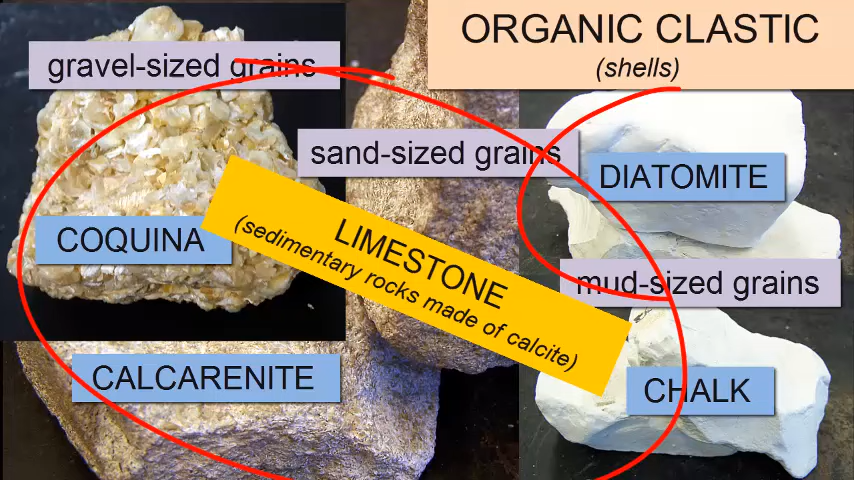 ORGANIC CLASTIC
(shells)
gravel-sized grains
sand-sized grains
DIATOMITE
COQUINA
LIMESTONE
(sedimentary rocks made of calcite)
mud-sized grains
CALCARENITE
CHALK